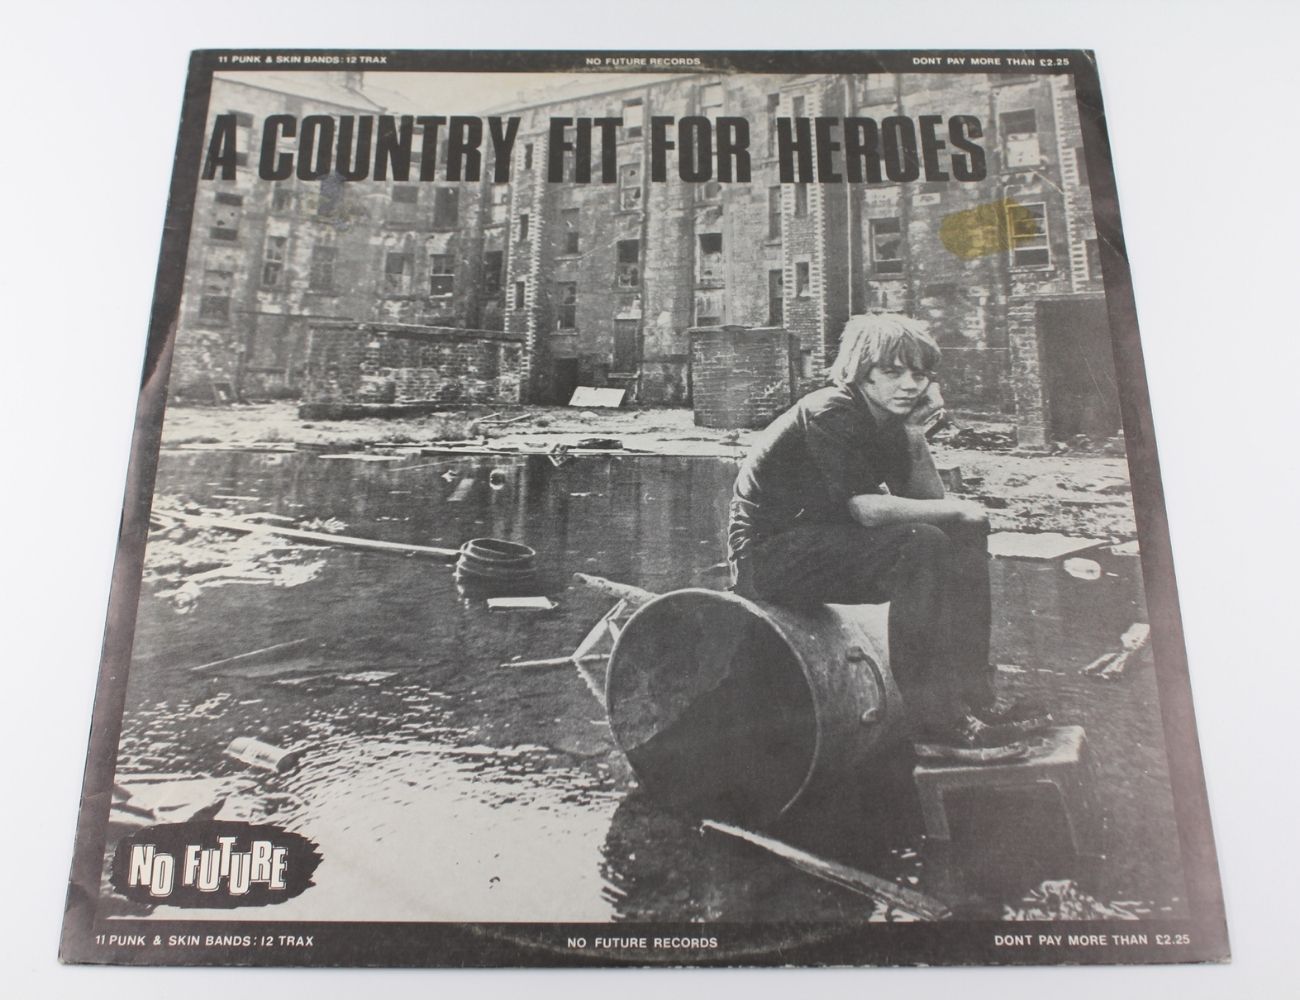 11 PUNK & SKIN BANDS: 12 TRAX NO FUTURE RECORDS DONT PAY MORE THAN £2.25
A COUNTRY FIT FOR HEROES
NO FUTURE
11 PUNK & SKIN BANDS: 12 TRAX NO FUTURE RECORDS DONT PAY MORE THAN £2.25